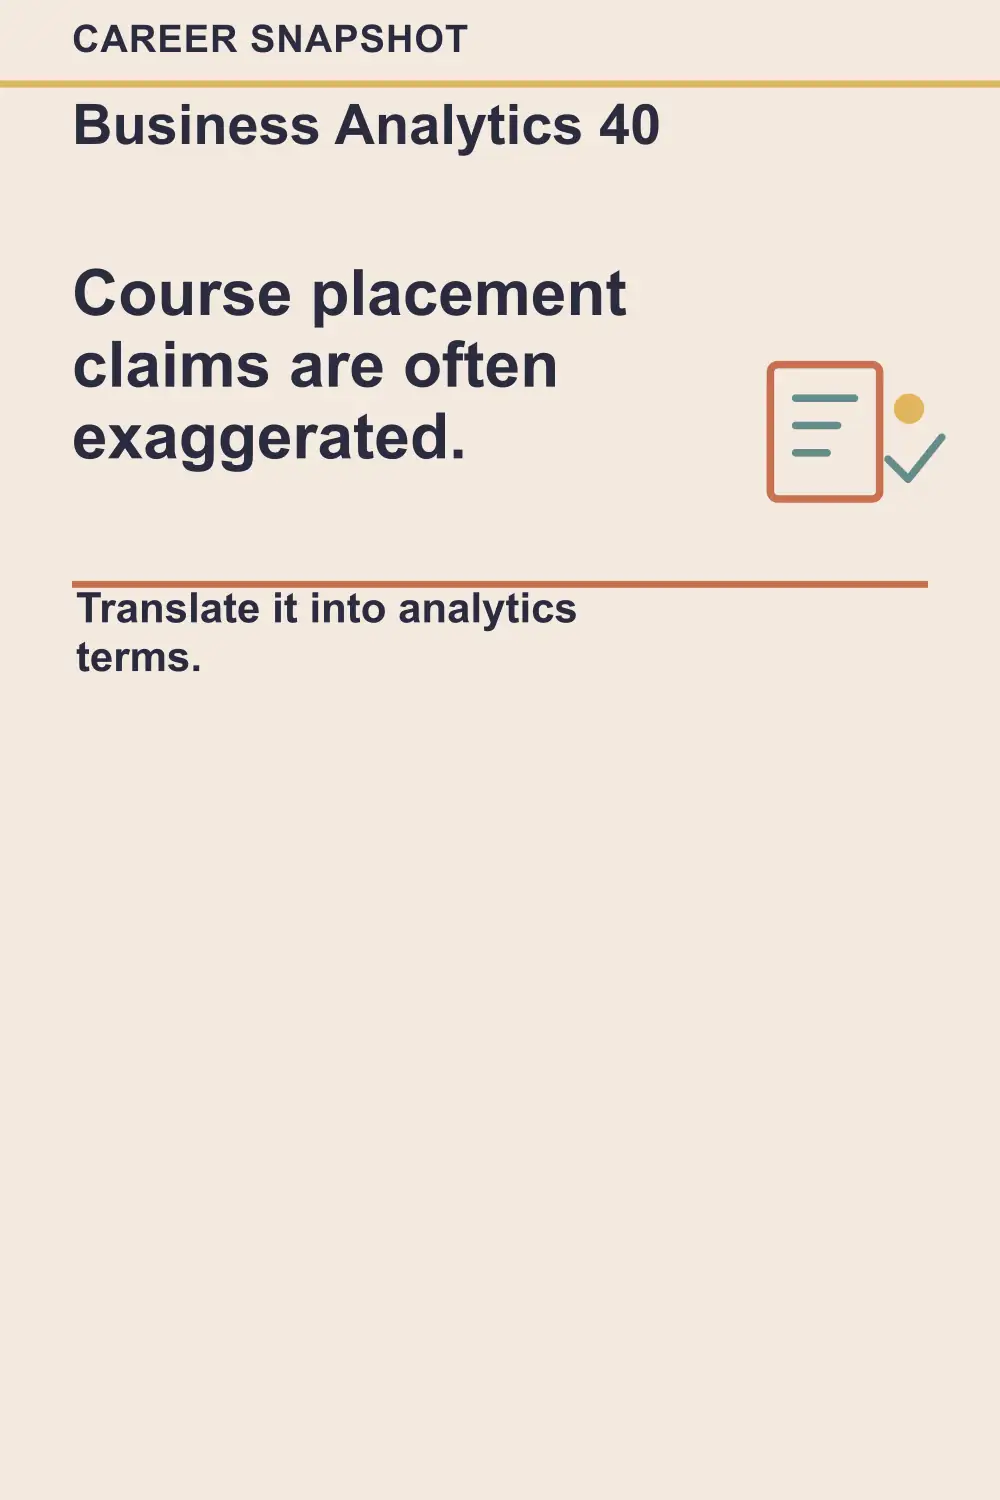 CAREER SNAPSHOT
Business Analytics 40
Course placement
claims are often
exaggerated.
Translate it into analytics
terms.